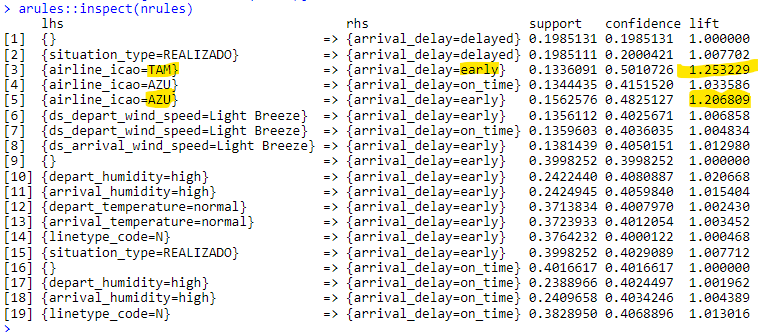 > arules::inspect(nrules)
lhs rhs support confidence lift
[1] {} => {arrival_delay=delayed} 0.1985131 0.1985131 1.000000
[2] {situation_type=REALIZADO} => {arrival_delay=delayed} 0.1985111 0.2000421 1.007702
[3] {airline_icao=TAM} => {arrival_delay=early} 0.1336091 0.5010726 1.253229
[4] {airline_icao=AZU} => {arrival_delay=on_time} 0.1344435 0.4151520 1.033586
[5] {airline_icao=AZU} => {arrival_delay=early} 0.1562576 0.4825127 1.206809
[6] {ds_depart_wind_speed=Light Breeze} => {arrival_delay=early} 0.1356112 0.4025671 1.006858
[7] {ds_depart_wind_speed=Light Breeze} => {arrival_delay=on_time} 0.1359603 0.4036035 1.004834
[8] {ds_arrival_wind_speed=Light Breeze} => {arrival_delay=early} 0.1381439 0.4050151 1.012980
[9] {} => {arrival_delay=early} 0.3998252 0.3998252 1.000000
[10] {depart_humidity=high} => {arrival_delay=early} 0.2422440 0.4080887 1.020668
[11] {arrival_humidity=high} => {arrival_delay=early} 0.2424945 0.4059840 1.015404
[12] {depart_temperature=normal} => {arrival_delay=early} 0.3713834 0.4007970 1.002430
[13] {arrival_temperature=normal} => {arrival_delay=early} 0.3723933 0.4012054 1.003452
[14] {linetype_code=N} => {arrival_delay=early} 0.3764232 0.4000122 1.000468
[15] {situation_type=REALIZADO} => {arrival_delay=early} 0.3998252 0.4029089 1.007712
[16] {} => {arrival_delay=on_time} 0.4016617 0.4016617 1.000000
[17] {depart_humidity=high} => {arrival_delay=on_time} 0.2388966 0.4024497 1.001962
[18] {arrival_humidity=high} => {arrival_delay=on_time} 0.2409658 0.4034246 1.004389
[19] {linetype_code=N} => {arrival_delay=on_time} 0.3828950 0.4068896 1.013016
>